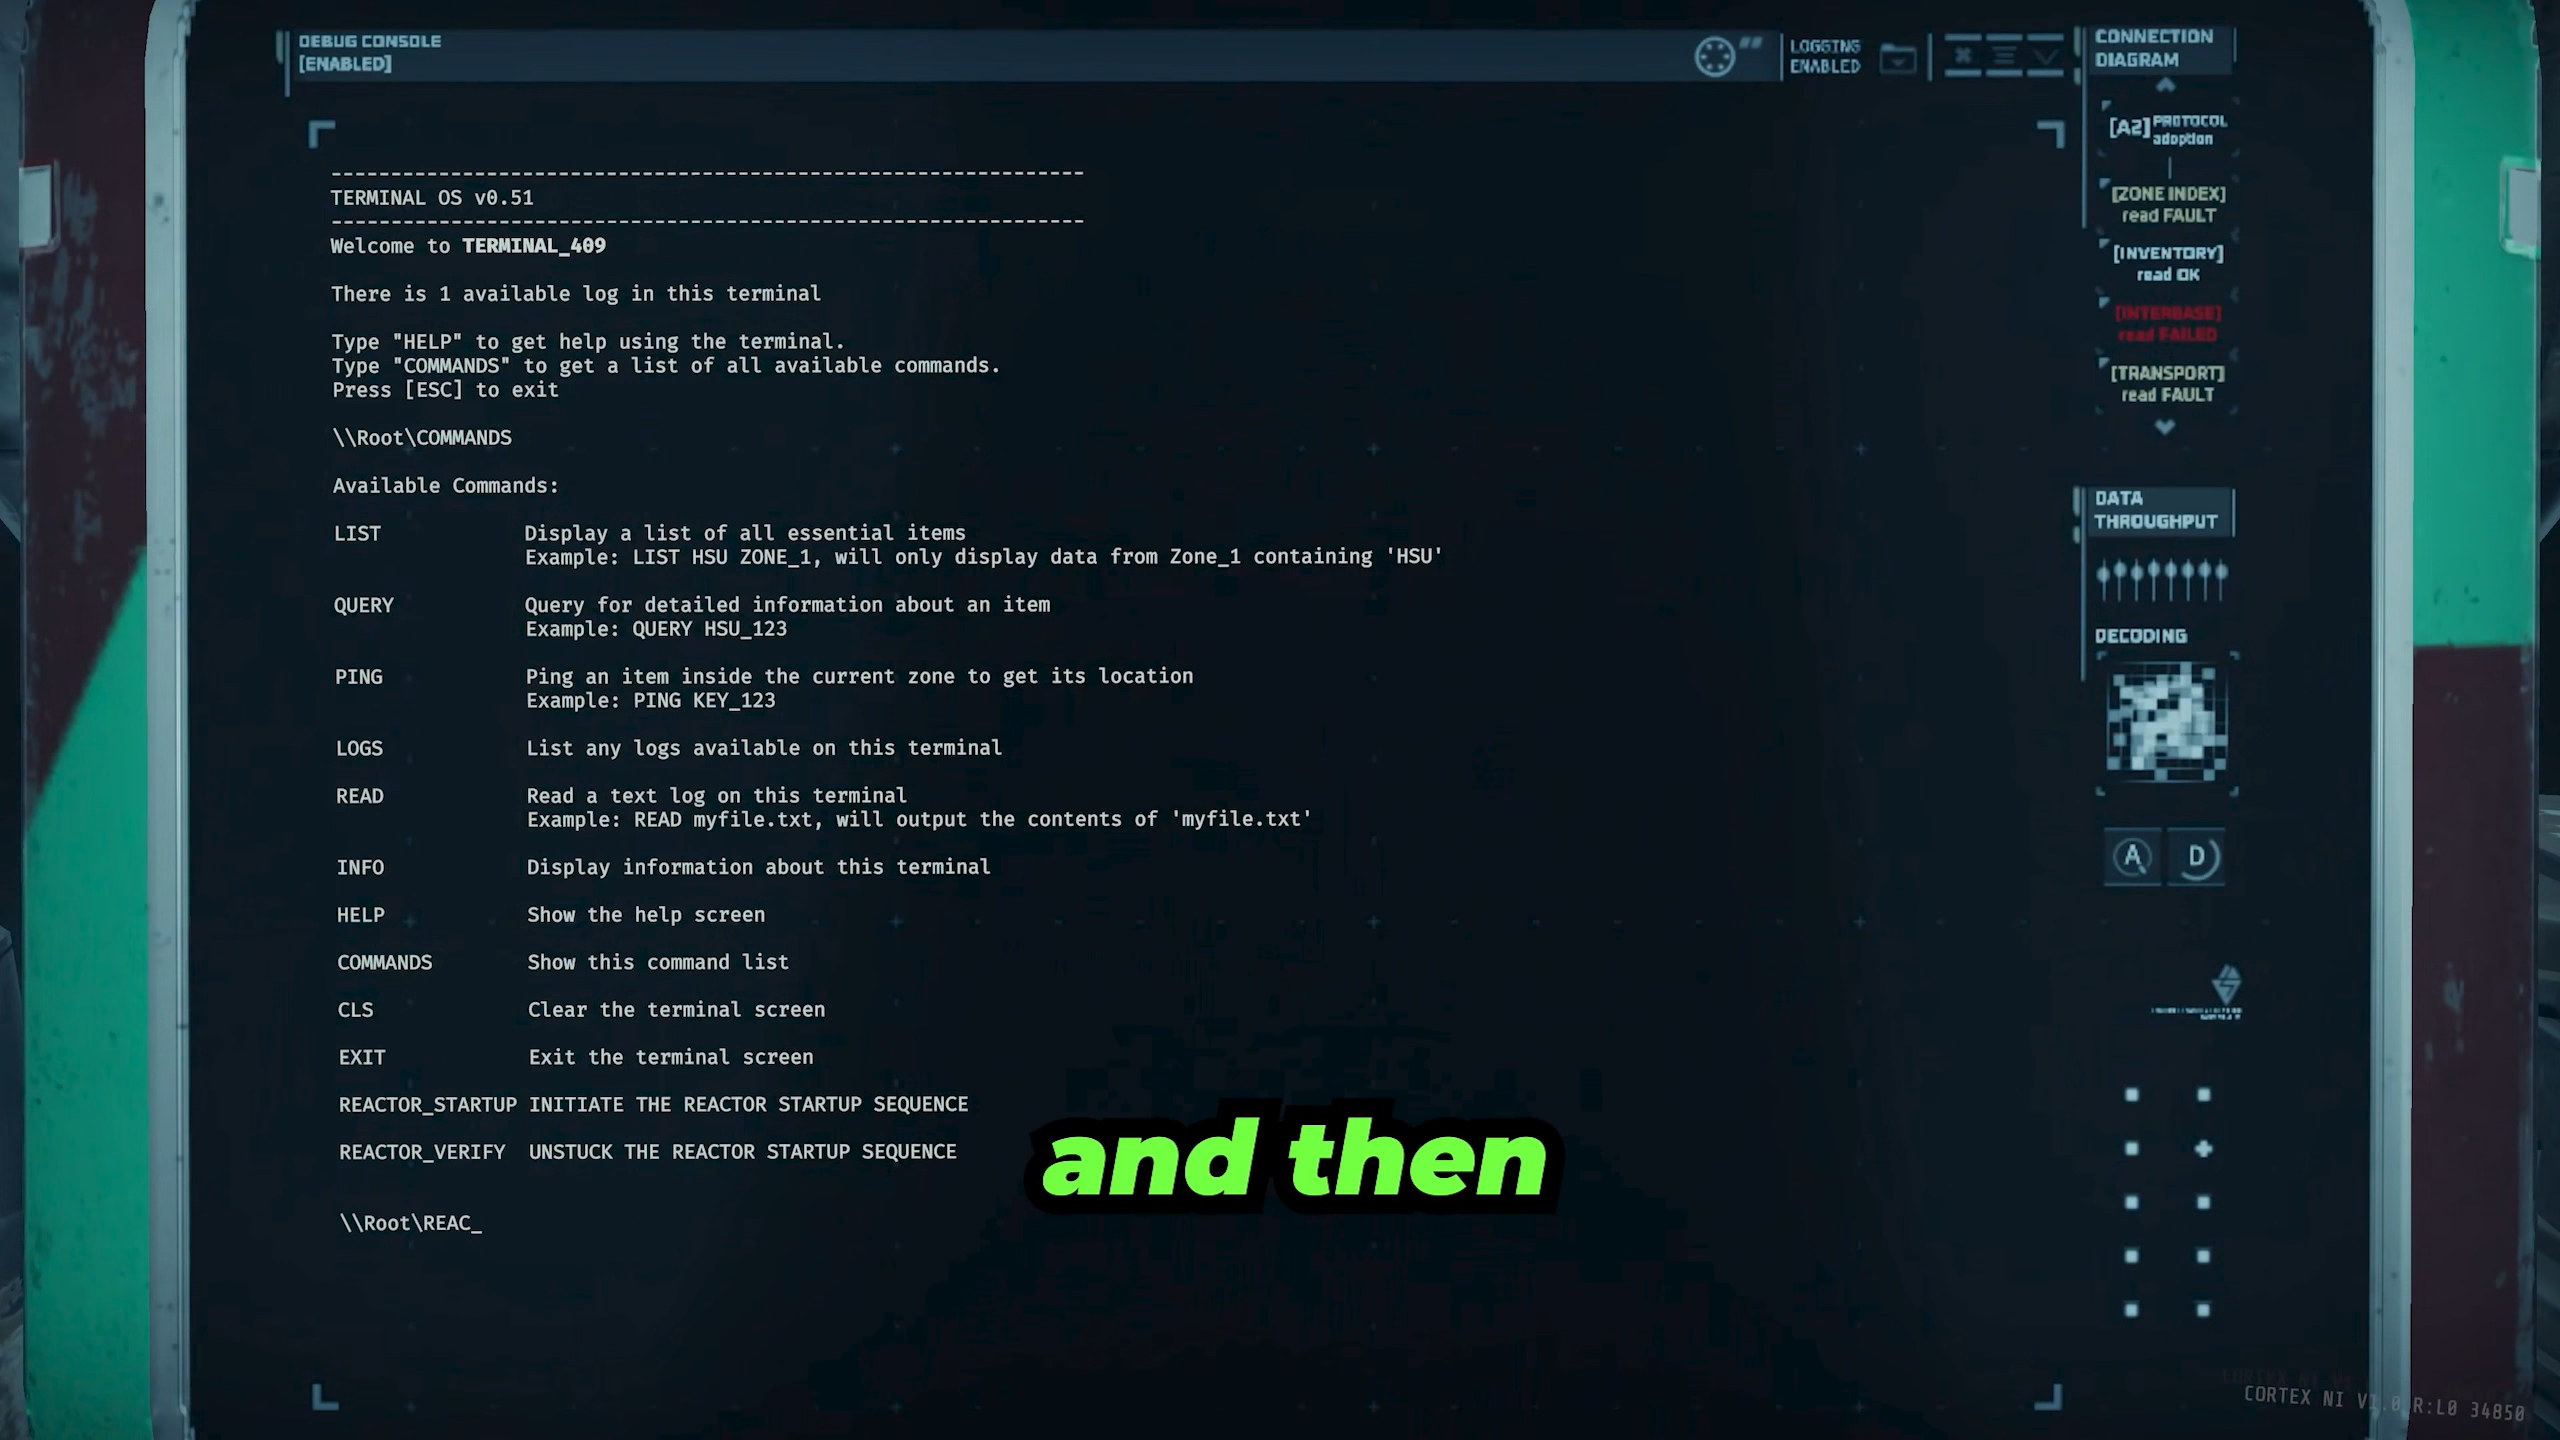 DEBUG CONSOLE
[ENABLED]
LOGGING
ENABLED
------------------------------------------------------------
TERMINAL OS v0.51
------------------------------------------------------------
Welcome to TERMINAL_409
There is 1 available log in this terminal
Type "HELP" to get help using the terminal.
Type "COMMANDS" to get a list of all available commands.
Press [ESC] to exit
\\Root\COMMANDS
Available Commands:
LIST Display a list of all essential items
Example: LIST HSU ZONE_1, will only display data from Zone_1 containing 'HSU'
QUERY Query for detailed information about an item
Example: QUERY HSU_123
PING Ping an item inside the current zone to get its location
Example: PING KEY_123
LOGS List any logs available on this terminal
READ Read a text log on this terminal
Example: READ myfile.txt, will output the contents of 'myfile.txt'
INFO Display information about this terminal
HELP Show the help screen
COMMANDS Show this command list
CLS Clear the terminal screen
EXIT Exit the terminal screen
REACTOR_STARTUP INITIATE THE REACTOR STARTUP SEQUENCE
REACTOR_VERIFY UNSTUCK THE REACTOR STARTUP SEQUENCE
\\Root\REAC_
and then
CONNECTION
DIAGRAM
[A2] PROTOCOL
adoption
[ZONE INDEX]
read FAULT
[INVENTORY]
read OK
[INTERBASE]
read FAILED
[TRANSPORT]
read FAULT
DATA
THROUGHPUT
DECODING
A D
CORTEX NI V1.0 R:L0 34850